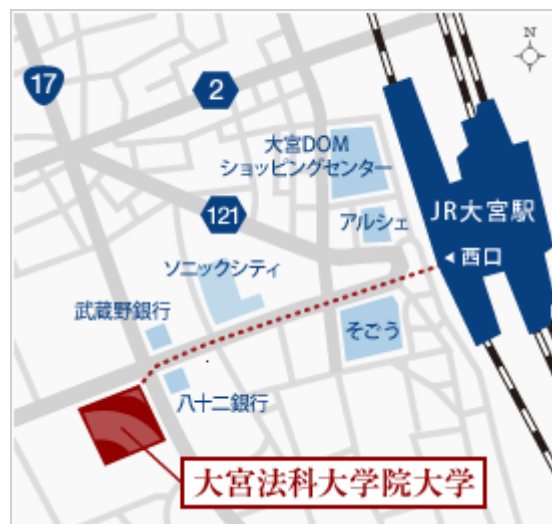 N
17
2
大宮DOM
ショッピングセンター
JR大宮駅
121
アルシェ
◀ 西口
ソニックシティ
武蔵野銀行
そごう
八十二銀行
大宮法科大学院大学